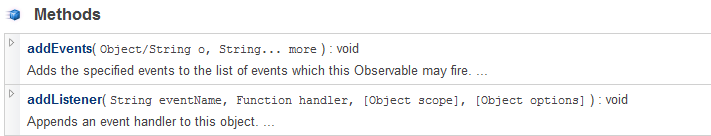 Methods
addEvents( Object/String o, String... more ) : void
Adds the specified events to the list of events which this Observable may fire. ...
addListener( String eventName, Function handler, [Object scope], [Object options] ) : void
Appends an event handler to this object. ...